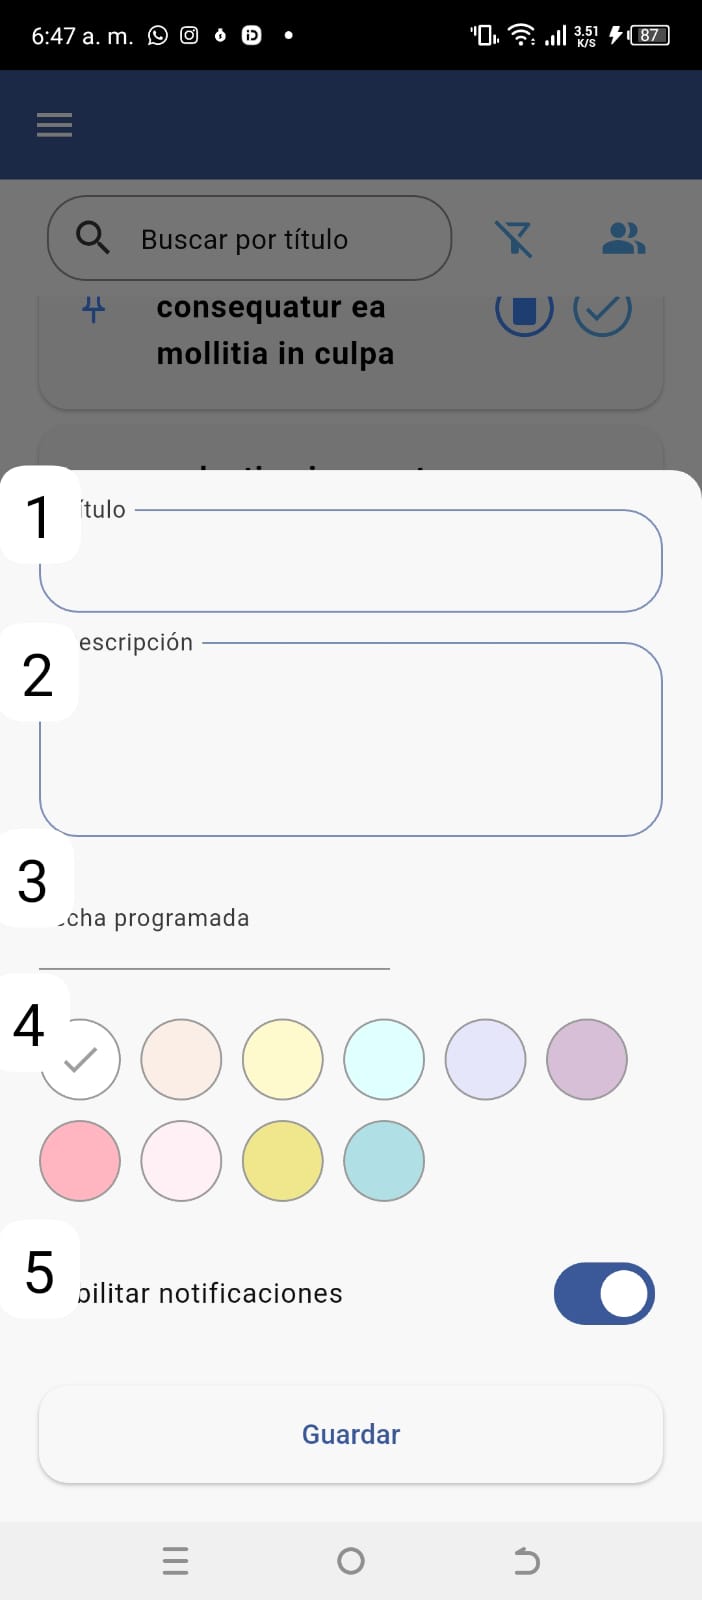 6:47 a. m.
3.51
K/S
87
Buscar por título
consequatur ea
mollitia in culpa
1
ítulo
2
escripción
3
cha programada
4
5
bilitar notificaciones
Guardar